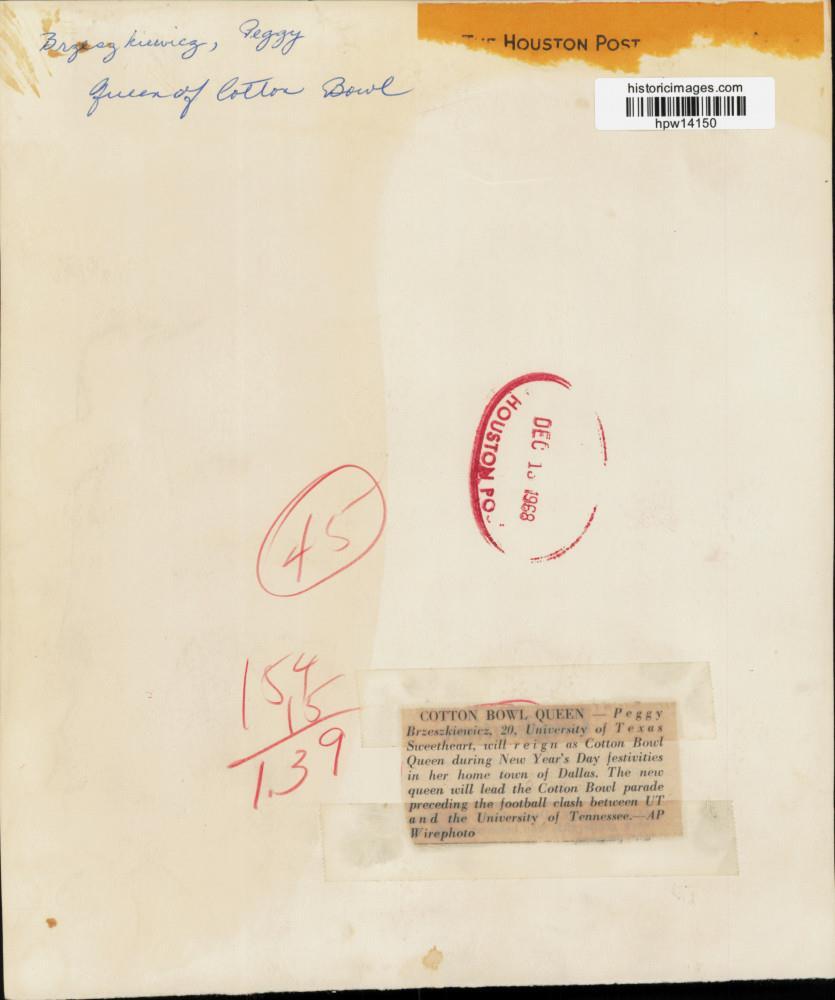 Brzeszkiewicz, Peggy
Queen of Cotton Bowl
THE HOUSTON POST
historicimages.com
hpw14150
HOUSTON PO
DEC 1 1968
45
154
15
139
COTTON BOWL QUEEN — Peggy
Brzeszkiewicz, 20, University of Texas
Sweetheart, will reign as Cotton Bowl
Queen during New Year's Day festivities
in her home town of Dallas. The new
queen will lead the Cotton Bowl parade
preceding the football clash between UT
and the University of Tennessee.—AP
Wirephoto